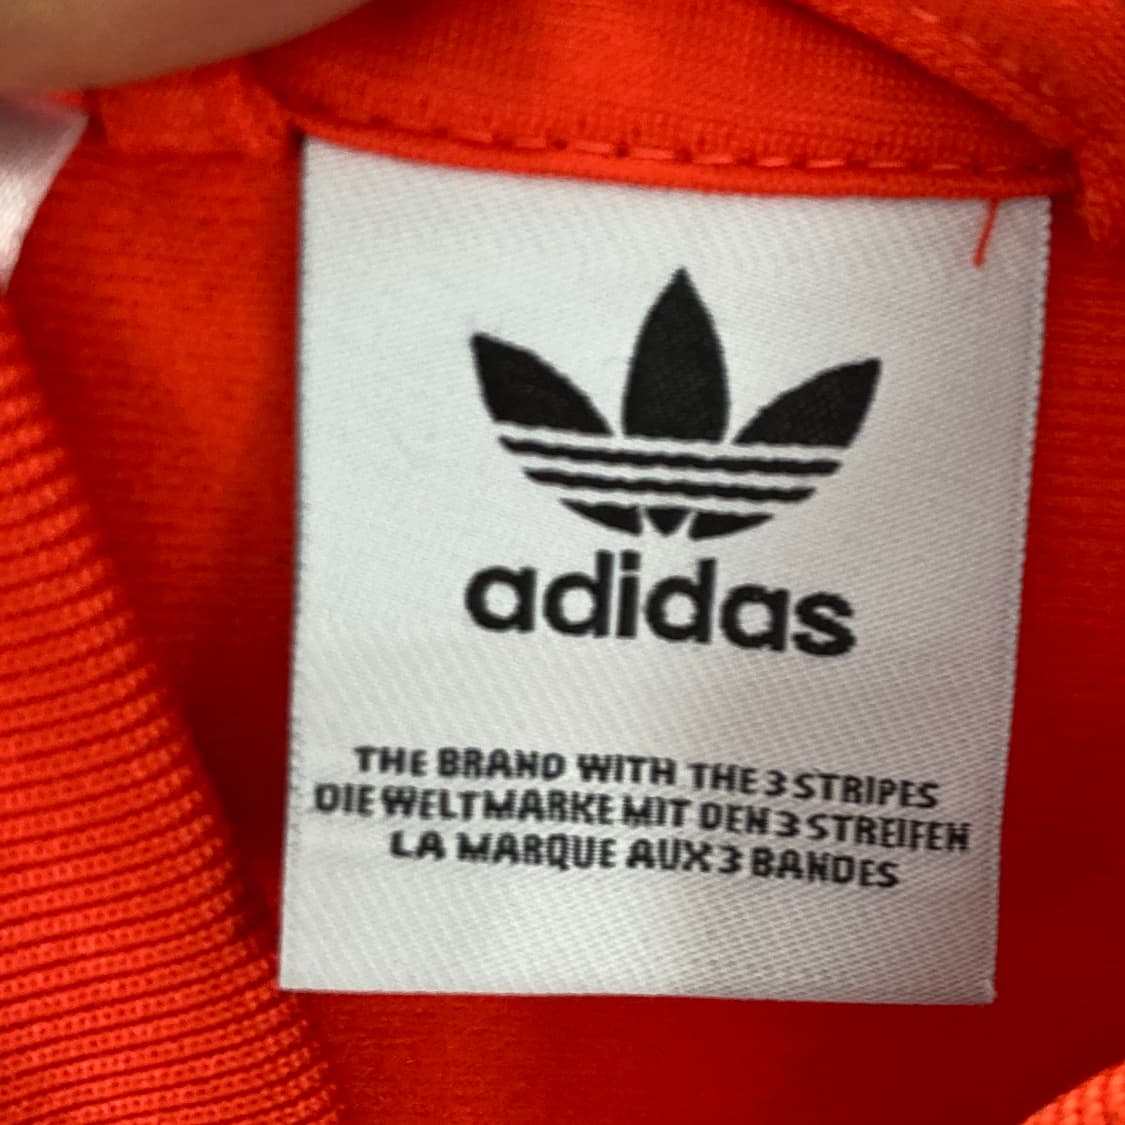 adidas
THE BRAND WITH THE 3 STRIPES
DIE WELTMARKE MIT DEN 3 STREIFEN
LA MARQUE AUX 3 BANDES